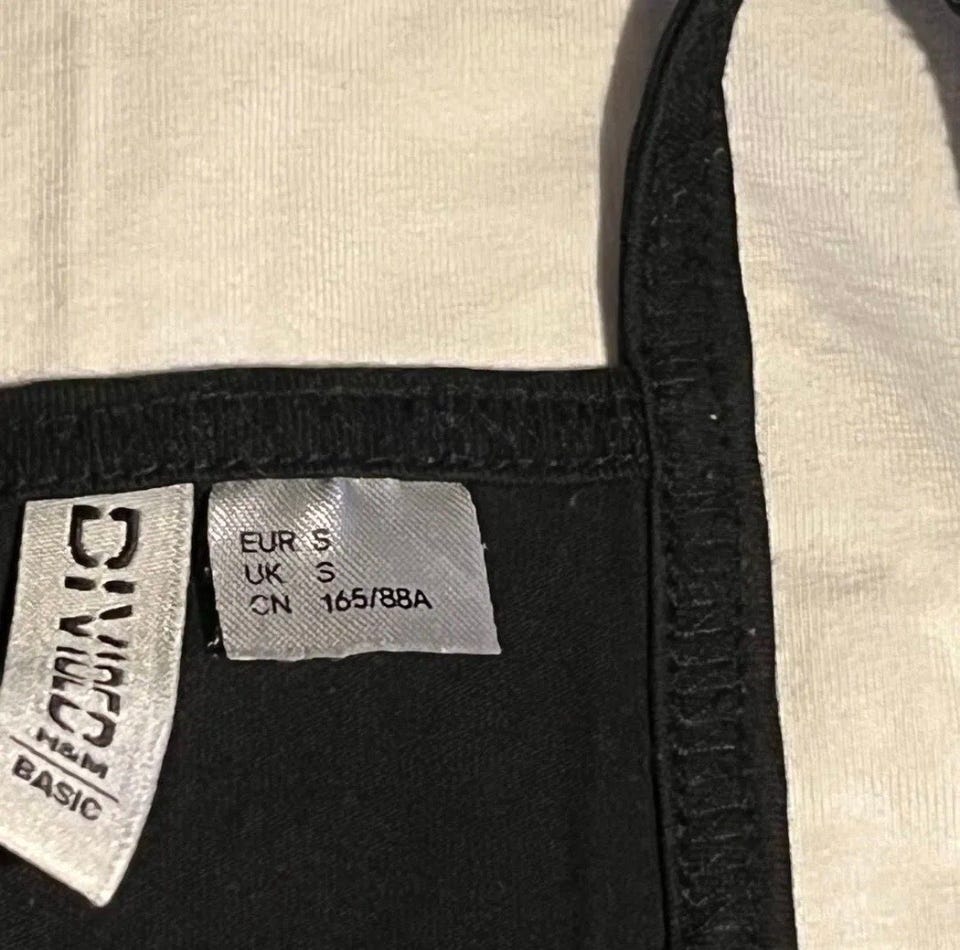 DIVIDED
H&M
BASIC
EUR S
UK S
CN 165/88A